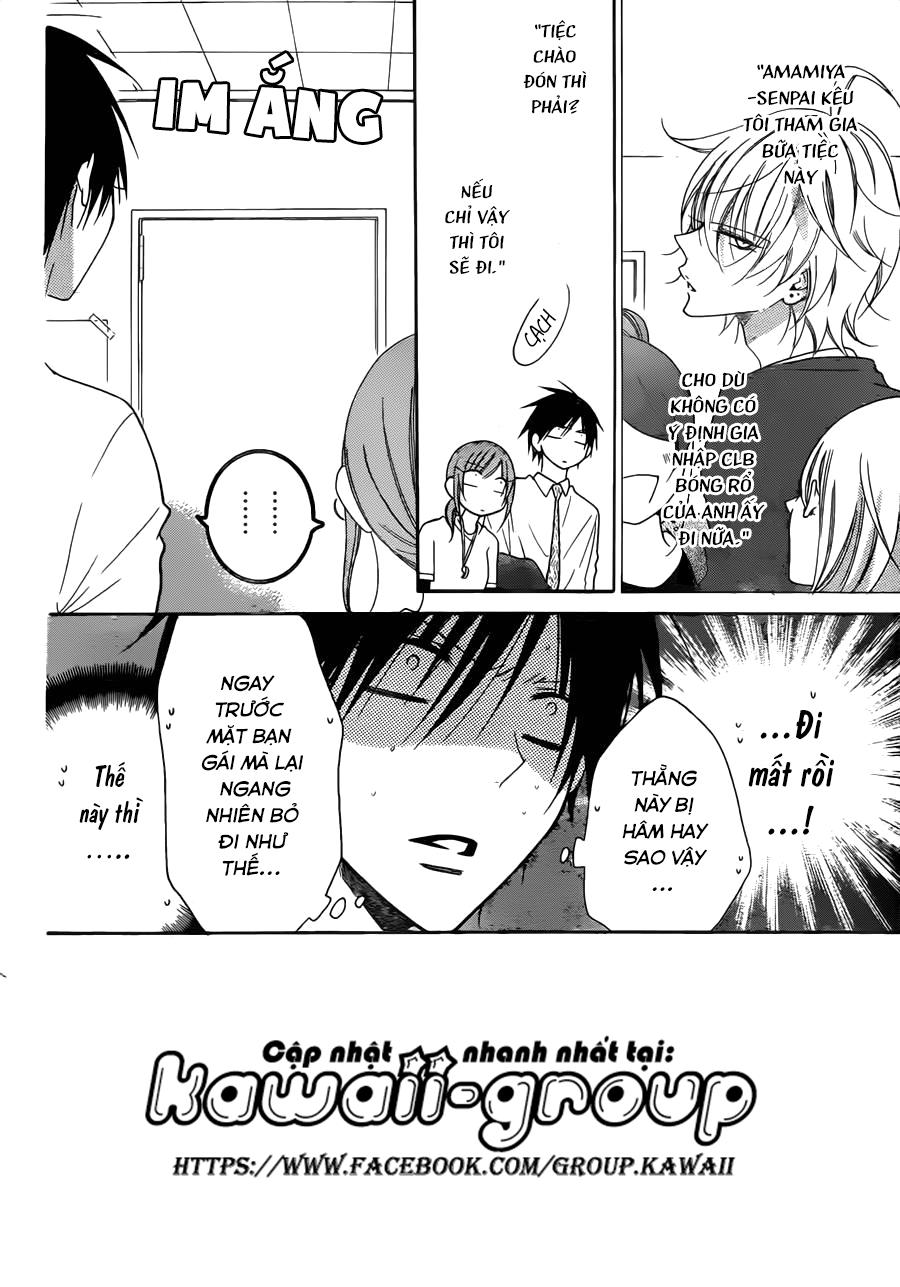 "AMAMIYA
-SENPAI KÊU
TÔI THAM GIA
BỮA TIỆC
NÀY
CHO DÙ
KHÔNG CÓ
Ý ĐỊNH GIA
NHẬP CLB
BÓNG RỔ
CỦA ANH ẤY
ĐI NỮA."
"TIỆC
CHÀO
ĐÓN THÌ
PHẢI?
NẾU
CHỈ VẬY
THÌ TÔI
SẼ ĐI."
CẠCH
IM ẮNG
...Đi
mất rồi
...!
THẰNG
NÀY BỊ
HÂM HAY
SAO VẬY
...
NGAY
TRƯỚC
MẶT BẠN
GÁI MÀ LẠI
NGANG
NHIÊN BỎ
ĐI NHƯ
THẾ...
Thế
này thì
.....
Cập nhật nhanh nhất tại:
kawaii-group
HTTPS://WWW.FACEBOOK.COM/GROUP.KAWAII